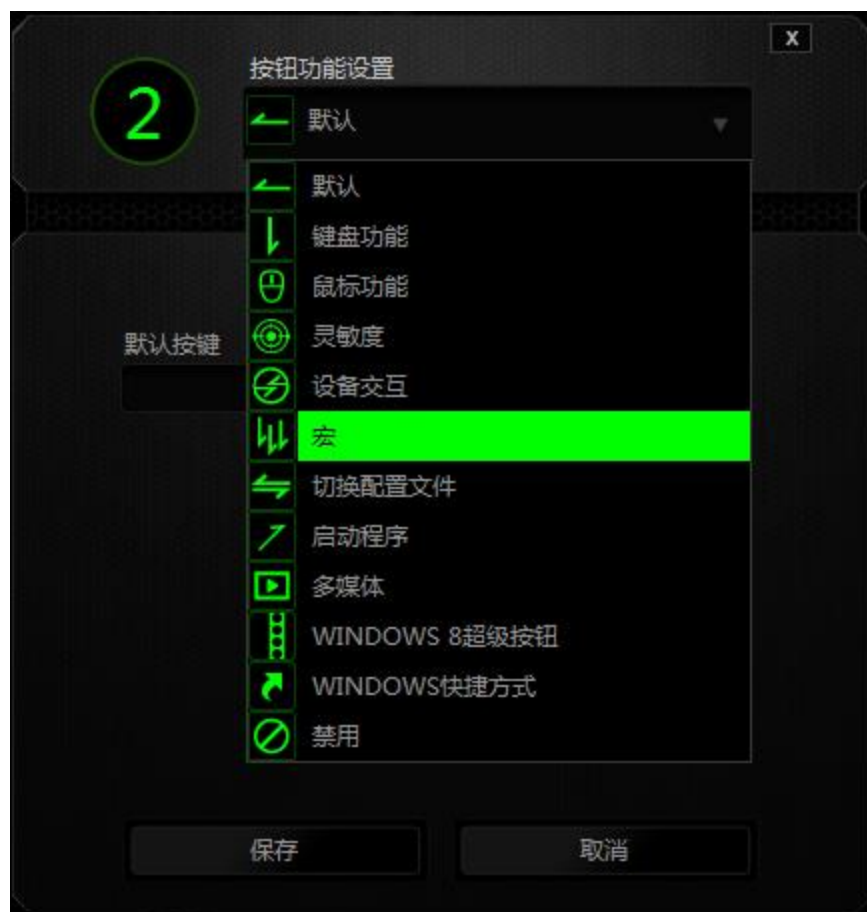 X
按钮功能设置
2
默认
默认
键盘功能
鼠标功能
默认按键
灵敏度
设备交互
宏
切换配置文件
启动程序
多媒体
WINDOWS 8超级按钮
WINDOWS快捷方式
禁用
保存
取消